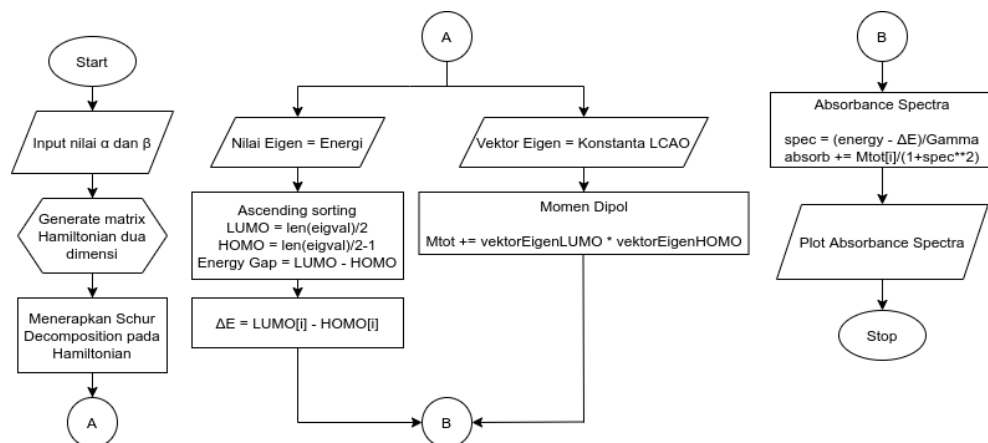 Start
Input nilai α dan β
Generate matrix
Hamiltonian dua
dimensi
Menerapkan Schur
Decomposition pada
Hamiltonian
A
A
Nilai Eigen = Energi
Ascending sorting
LUMO = len(eigval)/2
HOMO = len(eigval)/2-1
Energy Gap = LUMO - HOMO
ΔE = LUMO[i] - HOMO[i]
Vektor Eigen = Konstanta LCAO
Momen Dipol
Mtot += vektorEigenLUMO * vektorEigenHOMO
B
B
Absorbance Spectra
spec = (energy - ΔE)/Gamma
absorb += Mtot[i]/(1+spec**2)
Plot Absorbance Spectra
Stop